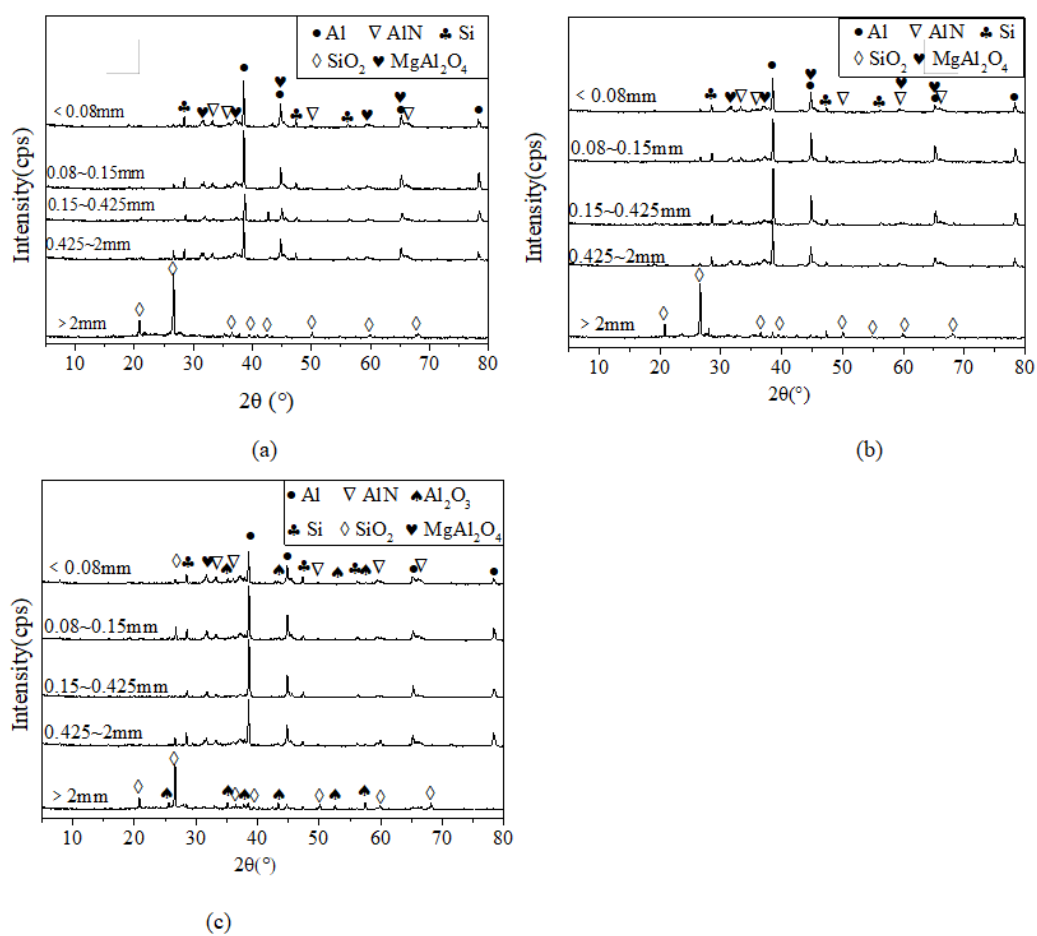 ● Al ▽ AlN ♣ Si
◊ SiO2 ♥ MgAl2O4
Intensity(cps)
< 0.08mm
0.08~0.15mm
0.15~0.425mm
0.425~2mm
> 2mm
10 20 30 40 50 60 70 80
2θ (°)
(a)
● Al ▽ AlN ♣ Si
◊ SiO2 ♥ MgAl2O4
Intensity(cps)
< 0.08mm
0.08~0.15mm
0.15~0.425mm
0.425~2mm
> 2mm
10 20 30 40 50 60 70 80
2θ(°)
(b)
● Al ▽ AlN ♠ Al2O3
♣ Si ◊ SiO2 ♥ MgAl2O4
Intensity(cps)
< 0.08mm
0.08~0.15mm
0.15~0.425mm
0.425~2mm
> 2mm
10 20 30 40 50 60 70 80
2θ(°)
(c)